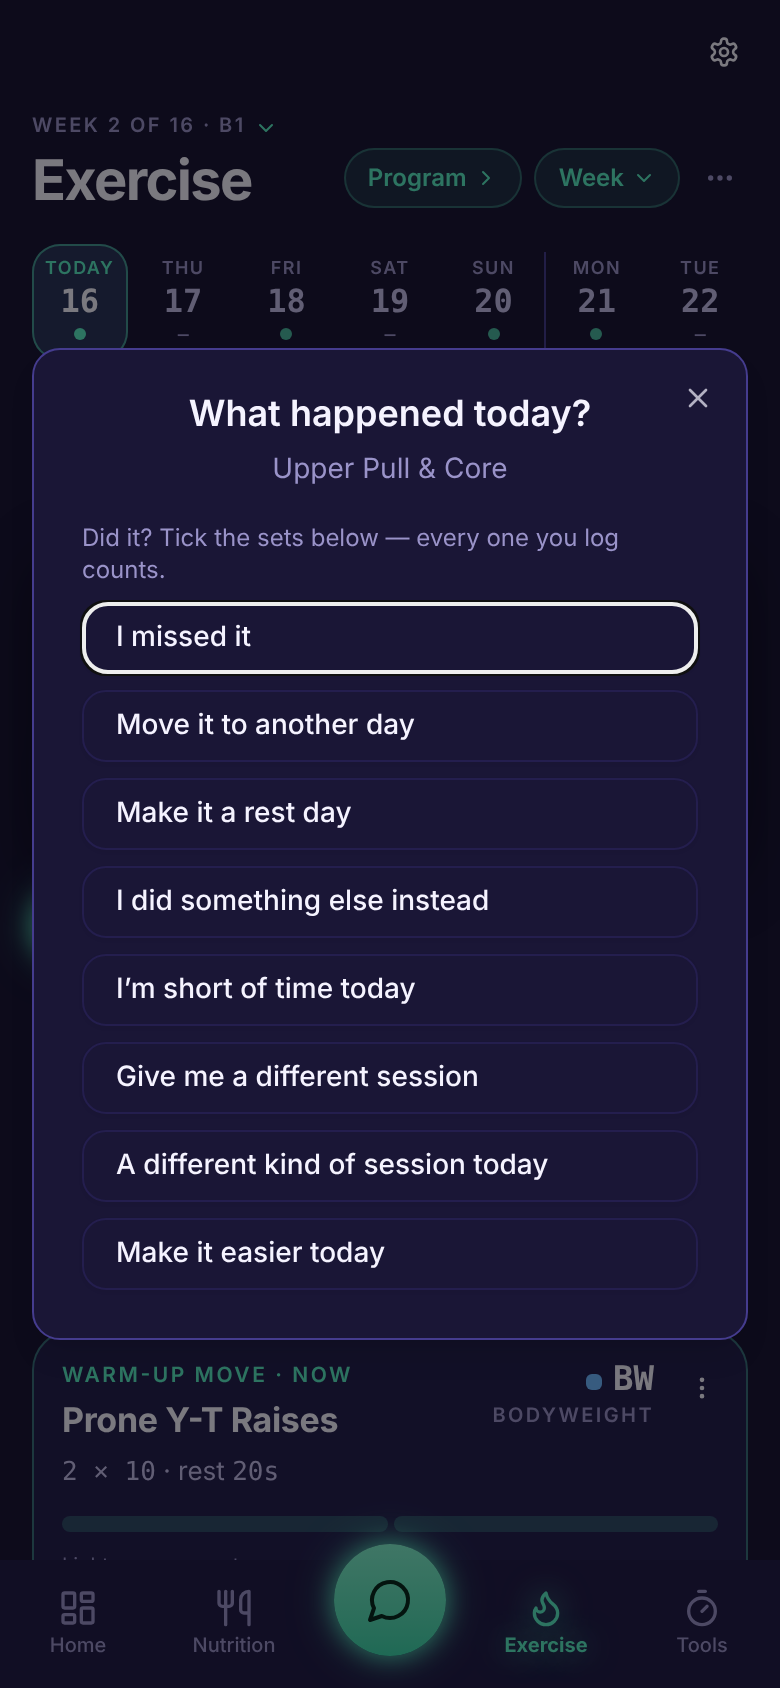 WEEK 2 OF 16 · B1
Exercise
Program
Week
TODAY THU FRI SAT SUN MON TUE
16 17 18 19 20 21 22
– – –
What happened today?
Upper Pull & Core
Did it? Tick the sets below — every one you log
counts.
I missed it
Move it to another day
Make it a rest day
I did something else instead
I’m short of time today
Give me a different session
A different kind of session today
Make it easier today
WARM-UP MOVE · NOW
BW
Prone Y-T Raises
BODYWEIGHT
2 × 10 · rest 20s
Home
Nutrition
Exercise
Tools